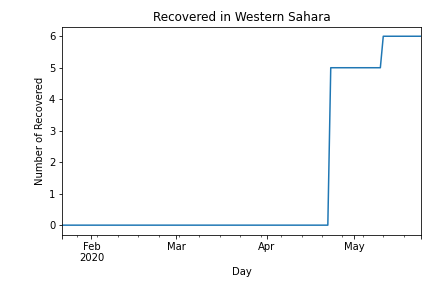 Recovered in Western Sahara
Number of Recovered
6
5
4
3
2
1
0
Feb
2020
Mar
Apr
May
Day